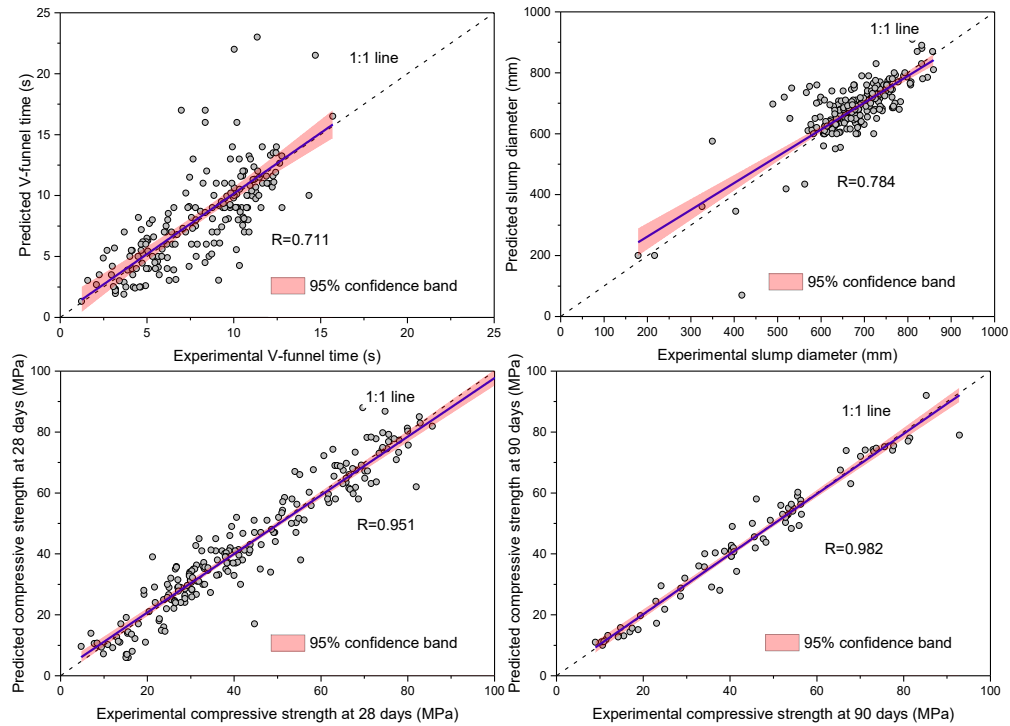 25
20
15
10
5
0
0
5
10
15
20
25
Predicted V-funnel time (s)
Experimental V-funnel time (s)
1:1 line
R=0.711
95% confidence band
1000
800
600
400
200
0
0
100
200
300
400
500
600
700
800
900
1000
Predicted slump diameter (mm)
Experimental slump diameter (mm)
1:1 line
R=0.784
95% confidence band
100
80
60
40
20
0
0
20
40
60
80
100
Predicted compressive strength at 28 days (MPa)
Experimental compressive strength at 28 days (MPa)
1:1 line
R=0.951
95% confidence band
100
80
60
40
20
0
0
20
40
60
80
100
Predicted compressive strength at 90 days (MPa)
Experimental compressive strength at 90 days (MPa)
1:1 line
R=0.982
95% confidence band